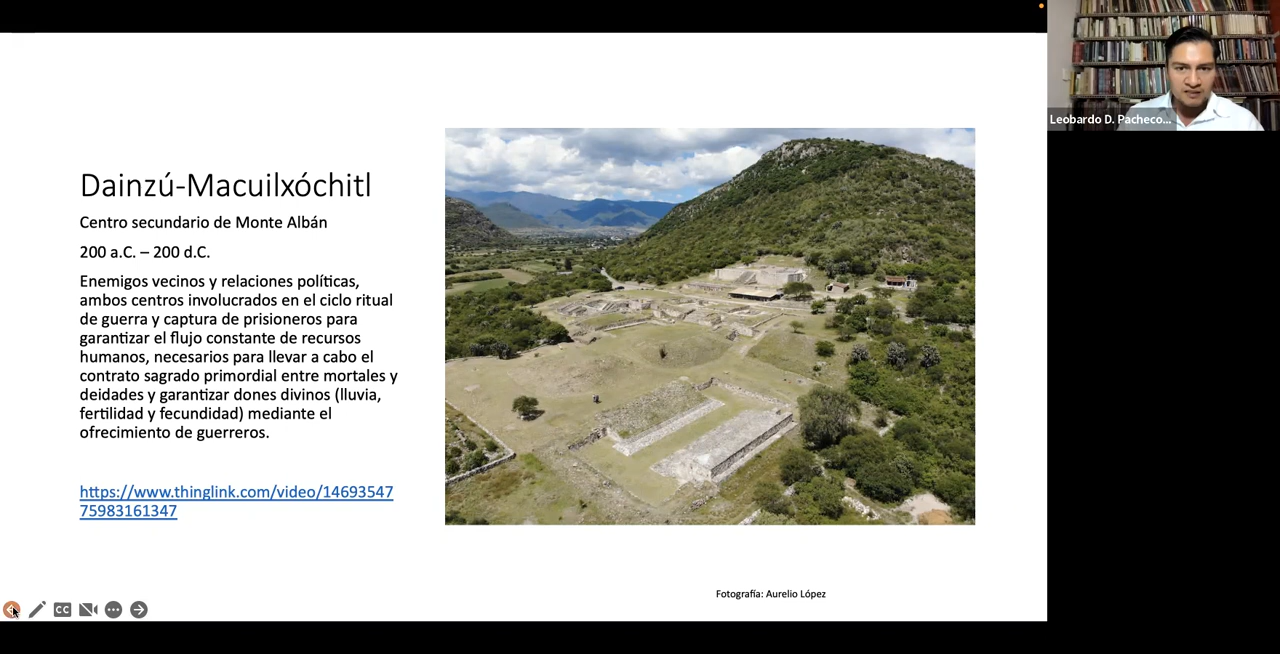 Dainzú-Macuilxóchitl
Centro secundario de Monte Albán
200 a.C. – 200 d.C.
Enemigos vecinos y relaciones políticas,
ambos centros involucrados en el ciclo ritual
de guerra y captura de prisioneros para
garantizar el flujo constante de recursos
humanos, necesarios para llevar a cabo el
contrato sagrado primordial entre mortales y
deidades y garantizar dones divinos (lluvia,
fertilidad y fecundidad) mediante el
ofrecimiento de guerreros.
https://www.thinglink.com/video/14693547
75983161347
Fotografía: Aurelio López
CC
Leobardo D. Pacheco...